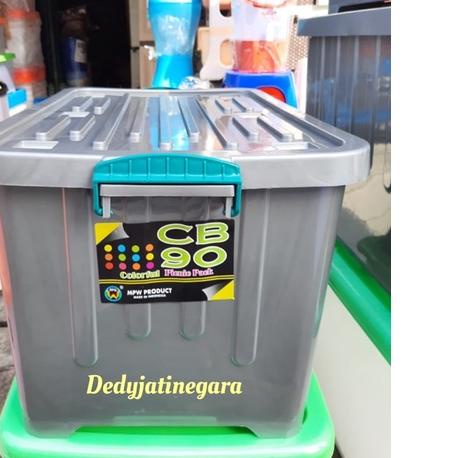 CB
90
Colorful Picnic Pack
MPW PRODUCT
MADE IN INDONESIA
Dedyjatinegara